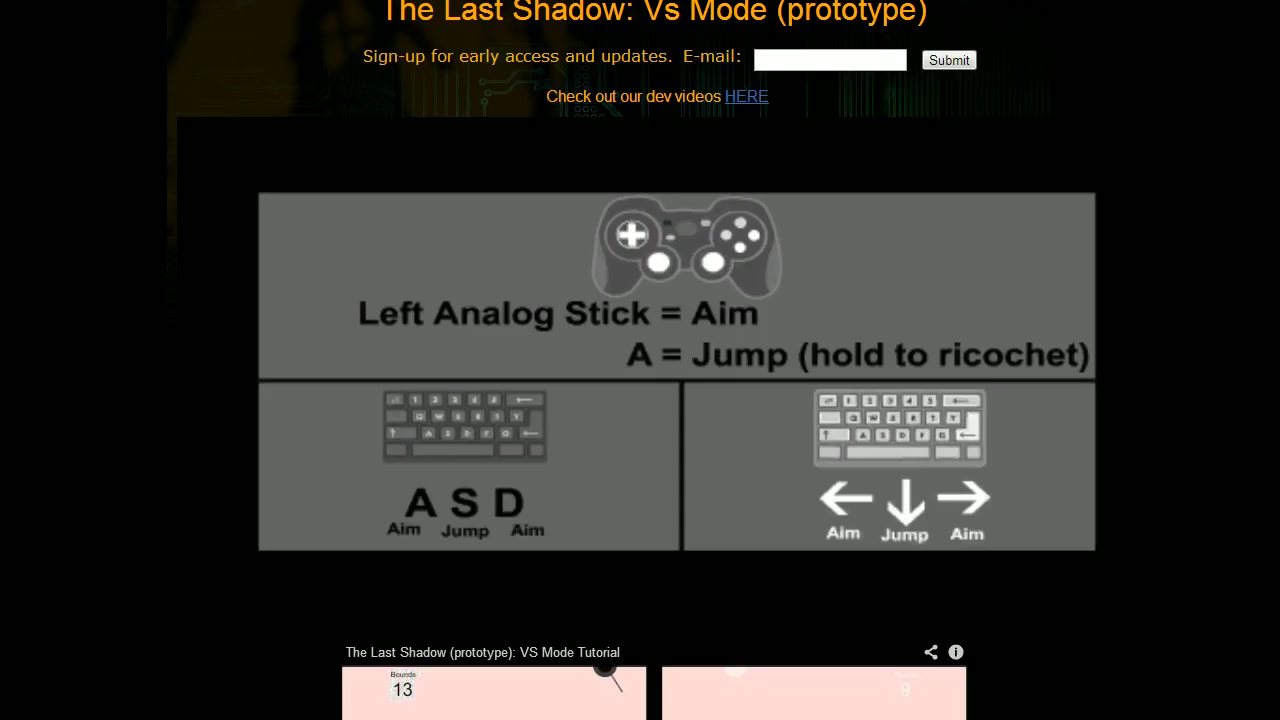 The Last Shadow: Vs Mode (prototype)
Sign-up for early access and updates. E-mail: Submit
Check out our dev videos HERE
Left Analog Stick = Aim
A = Jump (hold to ricochet)
A S D
Aim Jump Aim
Aim Jump Aim
The Last Shadow (prototype): VS Mode Tutorial
Bounds
13
9